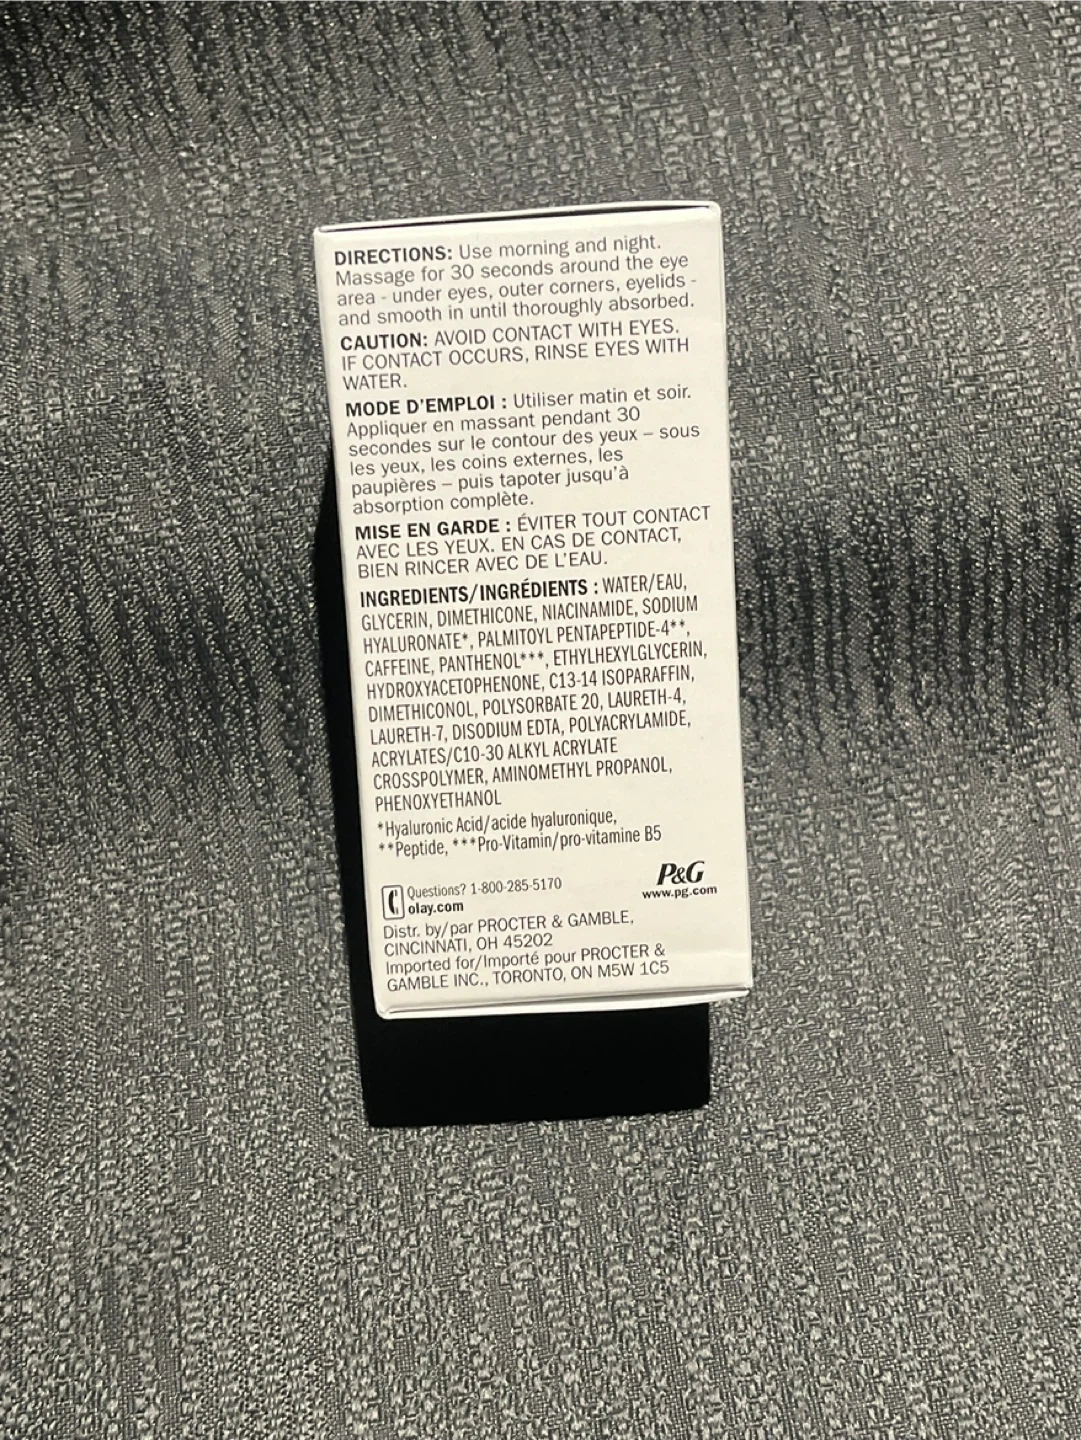 DIRECTIONS: Use morning and night.
Massage for 30 seconds around the eye
area - under eyes, outer corners, eyelids -
and smooth in until thoroughly absorbed.
CAUTION: AVOID CONTACT WITH EYES.
IF CONTACT OCCURS, RINSE EYES WITH
WATER.
MODE D'EMPLOI : Utiliser matin et soir.
Appliquer en massant pendant 30
secondes sur le contour des yeux – sous
les yeux, les coins externes, les
paupières – puis tapoter jusqu'à
absorption complète.
MISE EN GARDE : ÉVITER TOUT CONTACT
AVEC LES YEUX. EN CAS DE CONTACT,
BIEN RINCER AVEC DE L'EAU.
INGREDIENTS/INGRÉDIENTS : WATER/EAU,
GLYCERIN, DIMETHICONE, NIACINAMIDE, SODIUM
HYALURONATE*, PALMITOYL PENTAPEPTIDE-4**,
CAFFEINE, PANTHENOL***, ETHYLHEXYLGLYCERIN,
HYDROXYACETOPHENONE, C13-14 ISOPARAFFIN,
DIMETHICONOL, POLYSORBATE 20, LAURETH-4,
LAURETH-7, DISODIUM EDTA, POLYACRYLAMIDE,
ACRYLATES/C10-30 ALKYL ACRYLATE
CROSSPOLYMER, AMINOMETHYL PROPANOL,
PHENOXYETHANOL
*Hyaluronic Acid/acide hyaluronique,
**Peptide, ***Pro-Vitamin/pro-vitamine B5
Questions? 1-800-285-5170
olay.com
P&G
www.pg.com
Distr. by/par PROCTER & GAMBLE,
CINCINNATI, OH 45202
Imported for/Importé pour PROCTER &
GAMBLE INC., TORONTO, ON M5W 1C5